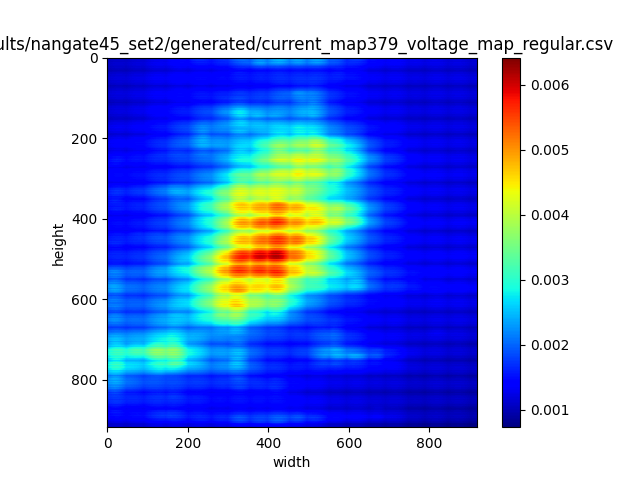 ults/nangate45_set2/generated/current_map379_voltage_map_regular.csv
0
200
400
600
800
height
0 200 400 600 800
width
0.006
0.005
0.004
0.003
0.002
0.001